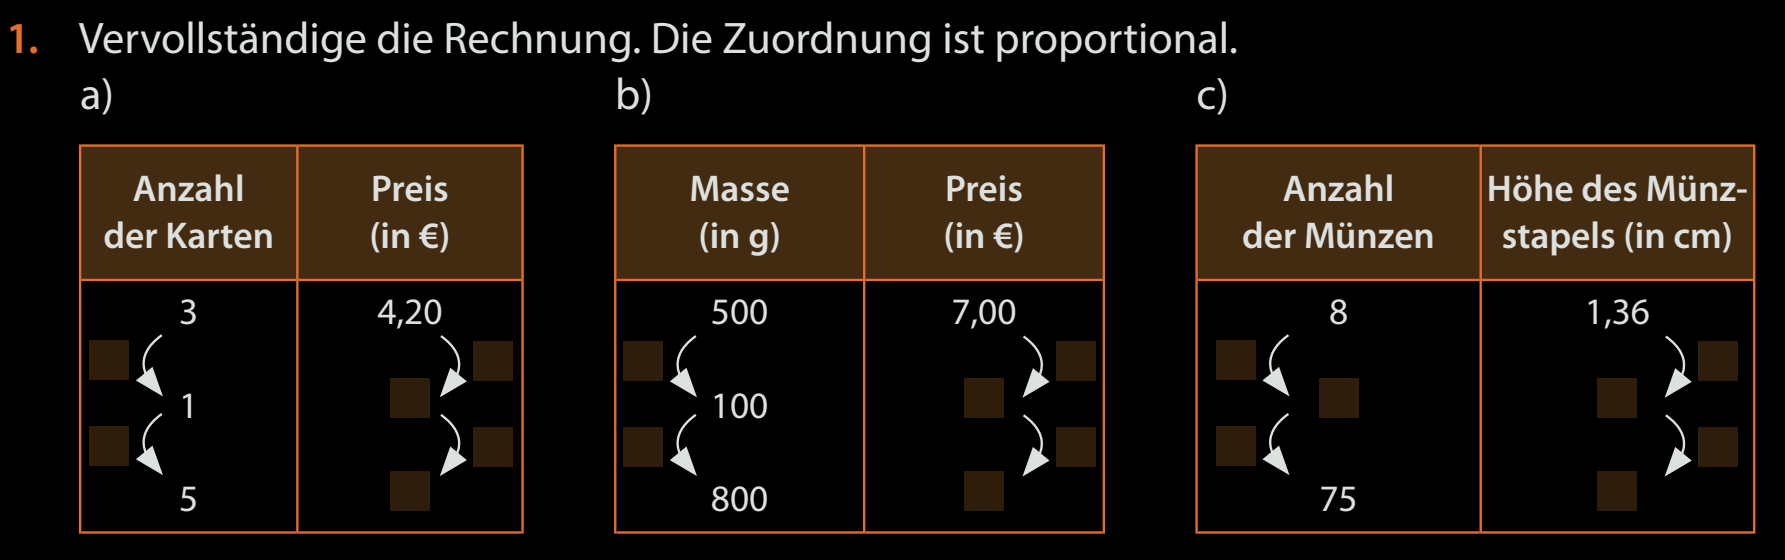 1. Vervollständige die Rechnung. Die Zuordnung ist proportional.
a)
Anzahl der Karten
Preis (in €)
3 4,20
1
5
b)
Masse (in g)
Preis (in €)
500 7,00
100
800
c)
Anzahl der Münzen
Höhe des Münz-
stapels (in cm)
8 1,36
75